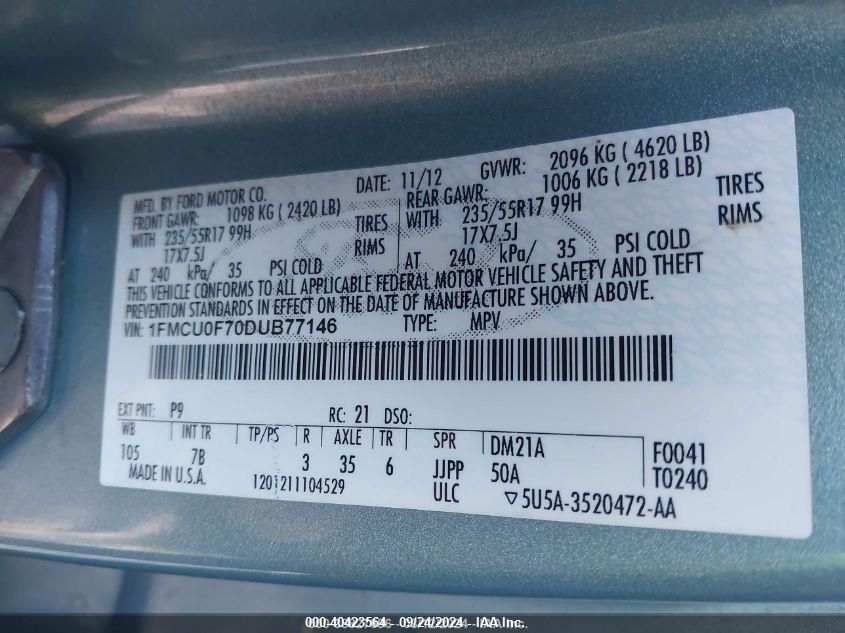 MFD. BY FORD MOTOR CO.
DATE: 11/12 GVWR: 2096 KG ( 4620 LB)
FRONT GAWR: 1098 KG ( 2420 LB)
REAR GAWR: 1006 KG ( 2218 LB)
WITH 235/55R17 99H TIRES
WITH 235/55R17 99H TIRES
17X7.5J RIMS
17X7.5J RIMS
AT 240 kPa/ 35 PSI COLD
AT 240 kPa/ 35 PSI COLD
THIS VEHICLE CONFORMS TO ALL APPLICABLE FEDERAL MOTOR VEHICLE SAFETY AND THEFT
PREVENTION STANDARDS IN EFFECT ON THE DATE OF MANUFACTURE SHOWN ABOVE.
VIN: 1FMCU0F70DUB77146 TYPE: MPV
EXT PNT: P9 RC: 21 DSO:
WB INT TR TP/PS R AXLE TR SPR DM21A F0041
105 7B 3 35 6 JJPP 50A T0240
MADE IN U.S.A. 1201211104529 ULC ▽5U5A-3520472-AA
000-40423564 - 09/24/2024 - IAA Inc.